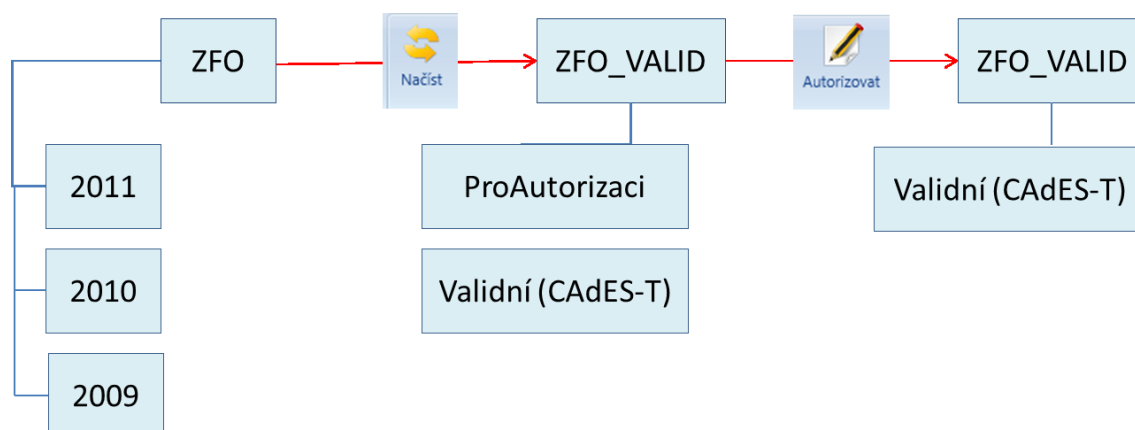 ZFO
Načíst
ZFO_VALID
Autorizovat
ZFO_VALID
2011
ProAutorizaci
Validní (CAdES-T)
2010
Validní (CAdES-T)
2009